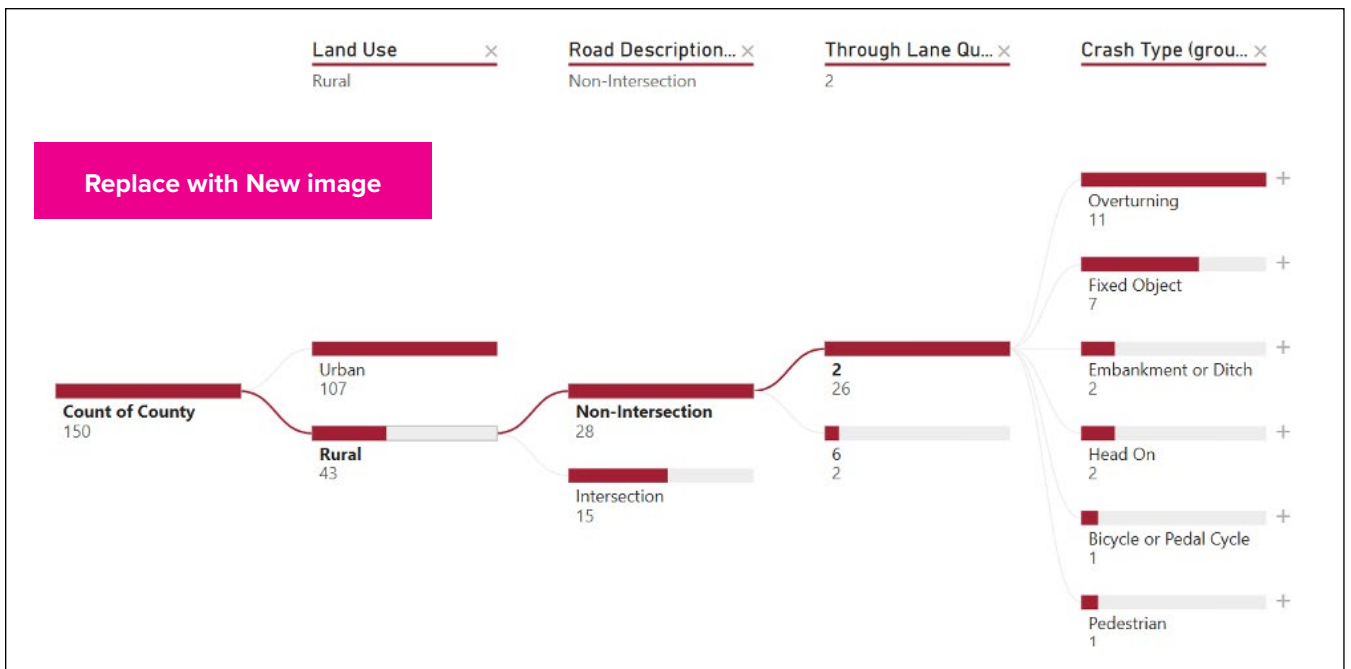 Land Use ×
Rural
Road Description... ×
Non-Intersection
Through Lane Qu... ×
2
Crash Type (grou... ×
Replace with New image
Count of County
150
Urban
107
Rural
43
Non-Intersection
28
Intersection
15
2
26
6
2
Overturning
11
Fixed Object
7
Embankment or Ditch
2
Head On
2
Bicycle or Pedal Cycle
1
Pedestrian
1